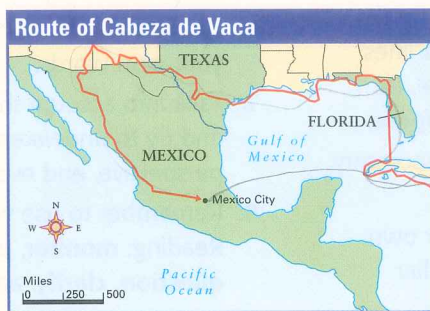 Route of Cabeza de Vaca
TEXAS
FLORIDA
Gulf of
Mexico
MEXICO
Mexico City
N
W E
S
Miles
0 250 500
Pacific
Ocean